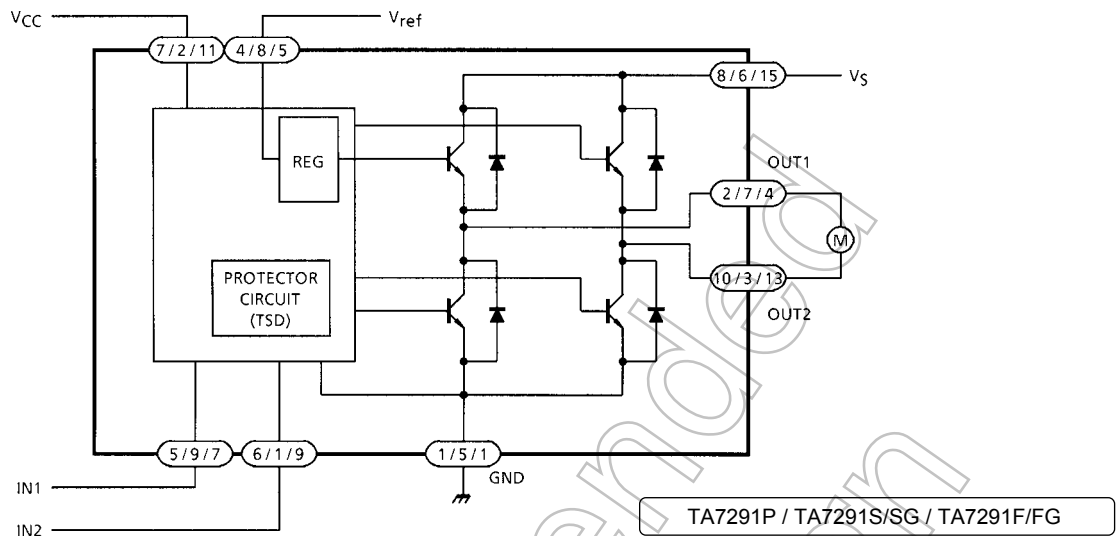 VCC
Vref
7 / 2 / 11
4 / 8 / 5
8 / 6 / 15
VS
REG
OUT1
2 / 7 / 4
M
PROTECTOR
CIRCUIT
(TSD)
10 / 3 / 13
OUT2
5 / 9 / 7
6 / 1 / 9
1 / 5 / 1
GND
IN1
IN2
TA7291P / TA7291S/SG / TA7291F/FG